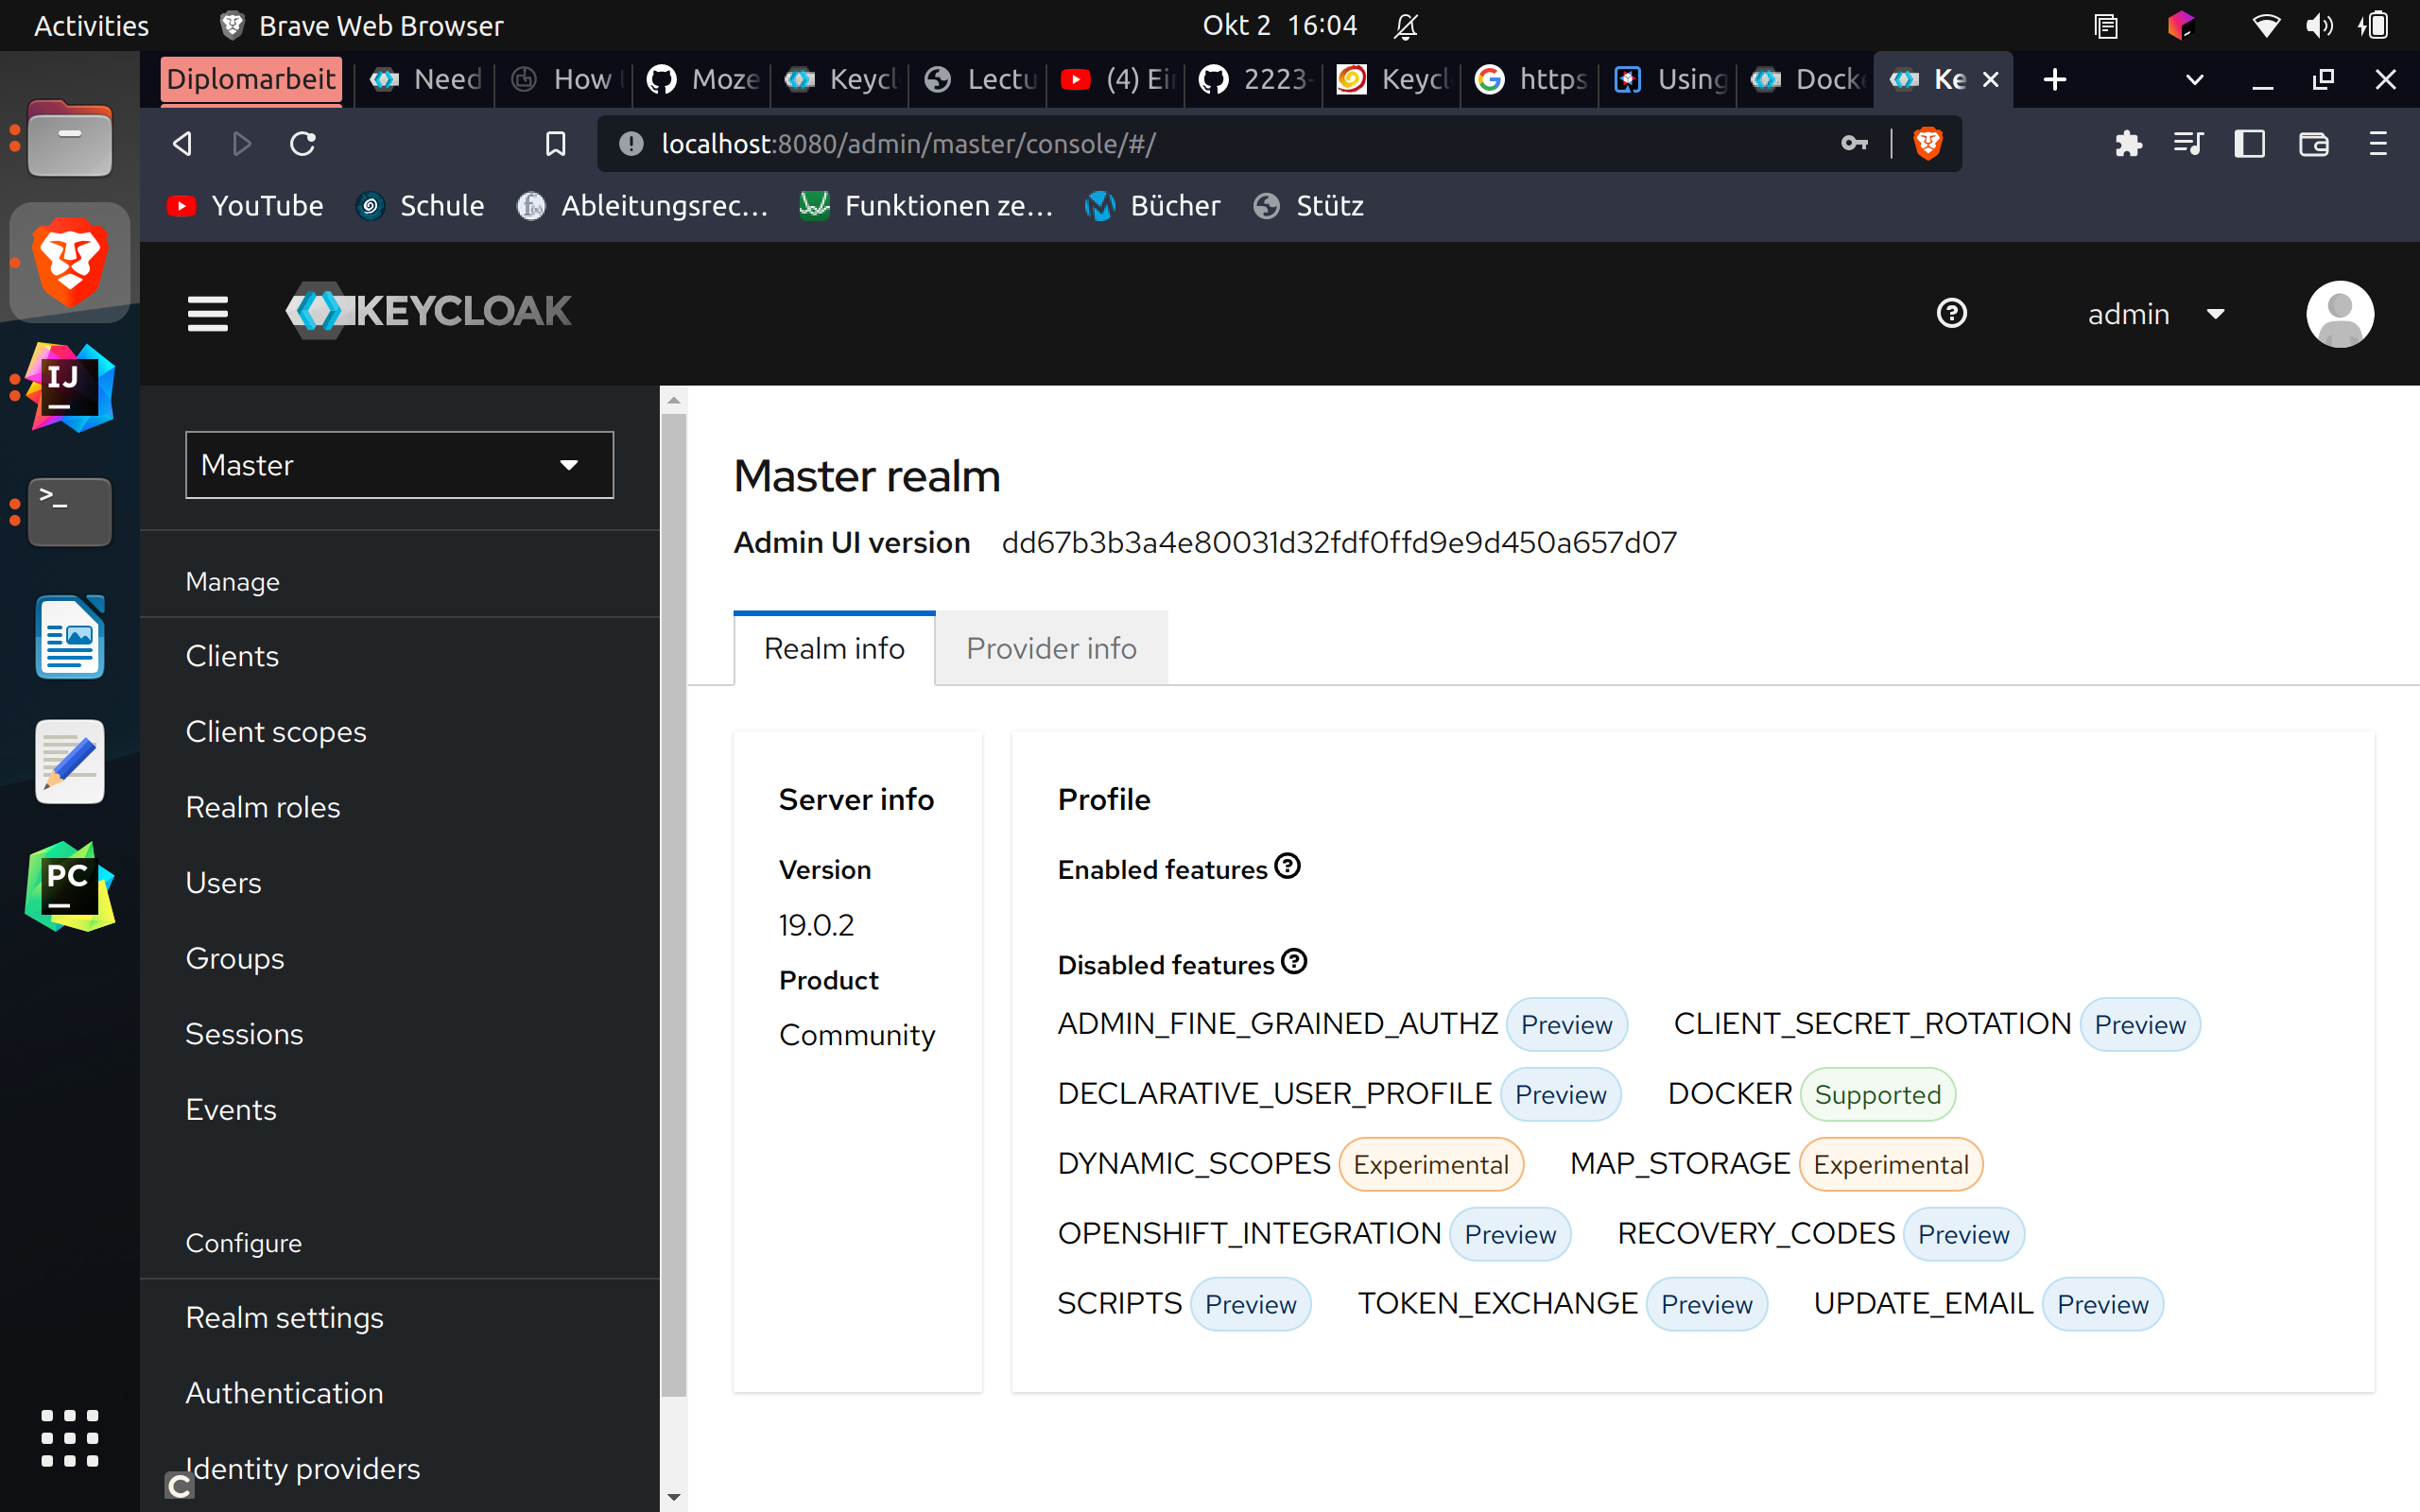 Activities Brave Web Browser Okt 2 16:04
Diplomarbeit Need How Moze Keycl Lectu (4) Ei 2223- Keycl https Using Docke Ke
localhost:8080/admin/master/console/#/
YouTube Schule Ableitungsrec... Funktionen ze... Bücher Stütz
KEYCLOAK admin
Master
Manage
Clients
Client scopes
Realm roles
Users
Groups
Sessions
Events
Configure
Realm settings
Authentication
Identity providers
C
Master realm
Admin UI version dd67b3b3a4e80031d32fdf0ffd9e9d450a657d07
Realm info Provider info
Server info
Version
19.0.2
Product
Community
Profile
Enabled features
Disabled features
ADMIN_FINE_GRAINED_AUTHZ Preview CLIENT_SECRET_ROTATION Preview
DECLARATIVE_USER_PROFILE Preview DOCKER Supported
DYNAMIC_SCOPES Experimental MAP_STORAGE Experimental
OPENSHIFT_INTEGRATION Preview RECOVERY_CODES Preview
SCRIPTS Preview TOKEN_EXCHANGE Preview UPDATE_EMAIL Preview
IJ
>_
PC